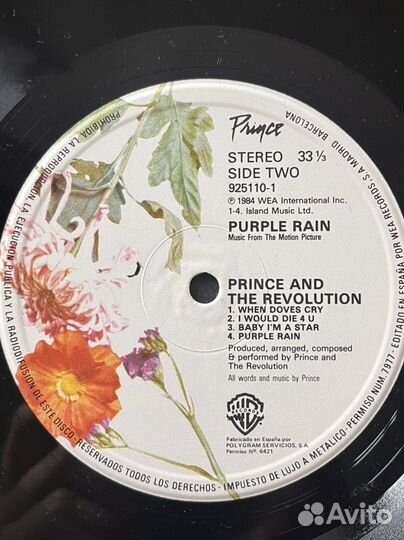 Prince
STEREO 33 ⅓
SIDE TWO
925110-1
℗ 1984 WEA International Inc.
1-4. Island Music Ltd.
PURPLE RAIN
Music From The Motion Picture
PRINCE AND
THE REVOLUTION
1. WHEN DOVES CRY
2. I WOULD DIE 4 U
3. BABY I'M A STAR
4. PURPLE RAIN
Produced, arranged, composed
& performed by Prince and
The Revolution
All words and music by Prince
WB
RECORDS
Fabricado en España por
POLYGRAM SERVICIOS, S.A.
Permiso Nº. 6421
PROHIBIDA LA REPRODUCCION, LA EJECUCION PUBLICA Y LA RADIODIFUSION DE ESTE DISCO - RESERVADOS TODOS LOS DERECHOS - IMPUESTO DE LUJO A METALICO - PERMISO NUM. 7977 - EDITADO EN ESPAÑA POR WEA RECORDS, S.A. MADRID BARCELONA
Avito